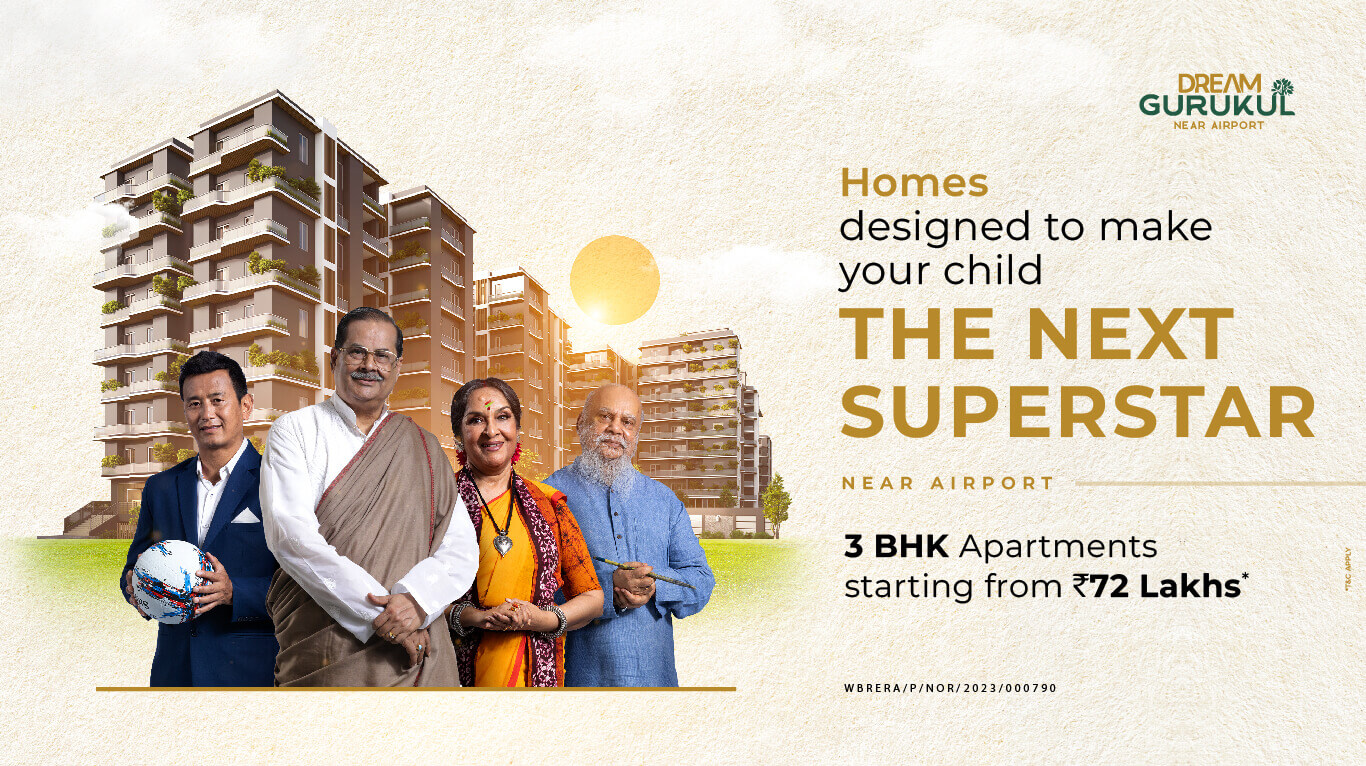 DREAM
GURUKUL
NEAR AIRPORT
Homes
designed to make
your child
THE NEXT
SUPERSTAR
NEAR AIRPORT
3 BHK Apartments
starting from ₹72 Lakhs*
*T&C APPLY
WBRERA/P/NOR/2023/000790